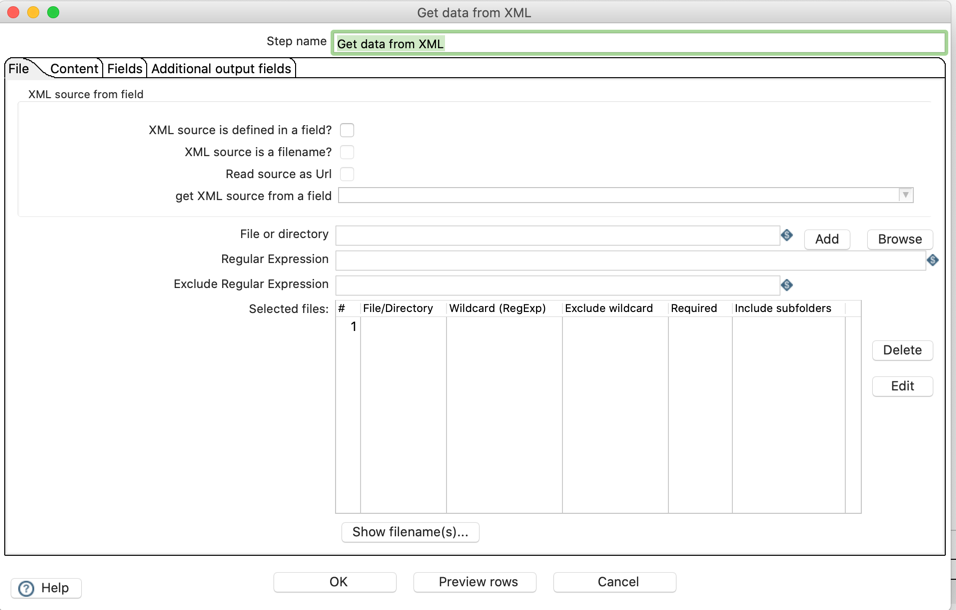 Get data from XML
Step name Get data from XML
File Content Fields Additional output fields
XML source from field
XML source is defined in a field?
XML source is a filename?
Read source as Url
get XML source from a field
File or directory S Add Browse
Regular Expression S
Exclude Regular Expression S
Selected files: # File/Directory Wildcard (RegExp) Exclude wildcard Required Include subfolders
1
Delete
Edit
Show filename(s)...
? Help OK Preview rows Cancel